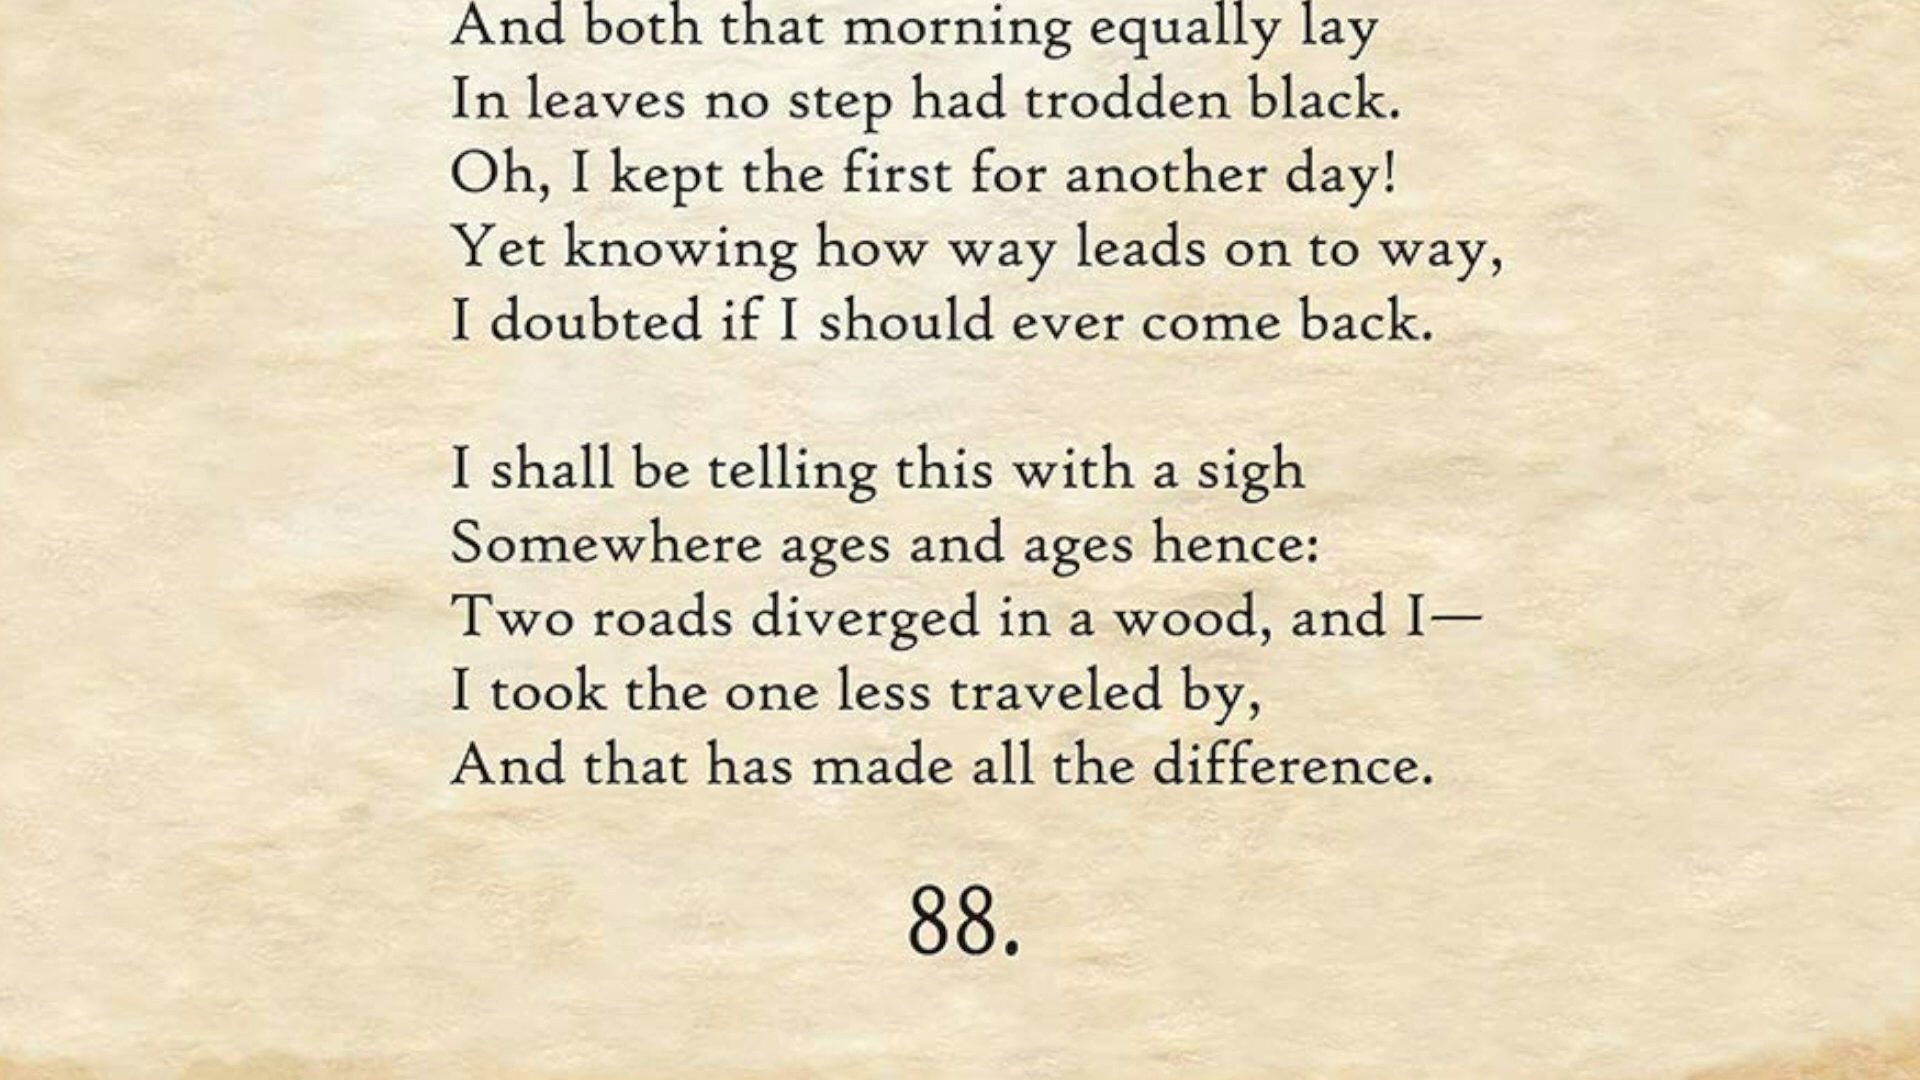 And both that morning equally lay
In leaves no step had trodden black.
Oh, I kept the first for another day!
Yet knowing how way leads on to way,
I doubted if I should ever come back.
I shall be telling this with a sigh
Somewhere ages and ages hence:
Two roads diverged in a wood, and I—
I took the one less traveled by,
And that has made all the difference.
88.